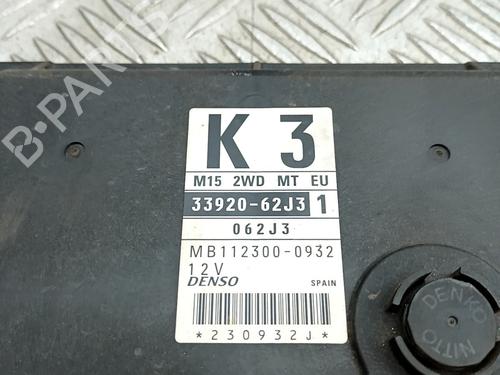 B-PARTS
K 3
M15 2WD MT EU
33920-62J3 1
062J3
MB112300-0932
12V
DENSO SPAIN
*230932J*
NITTO DENKO